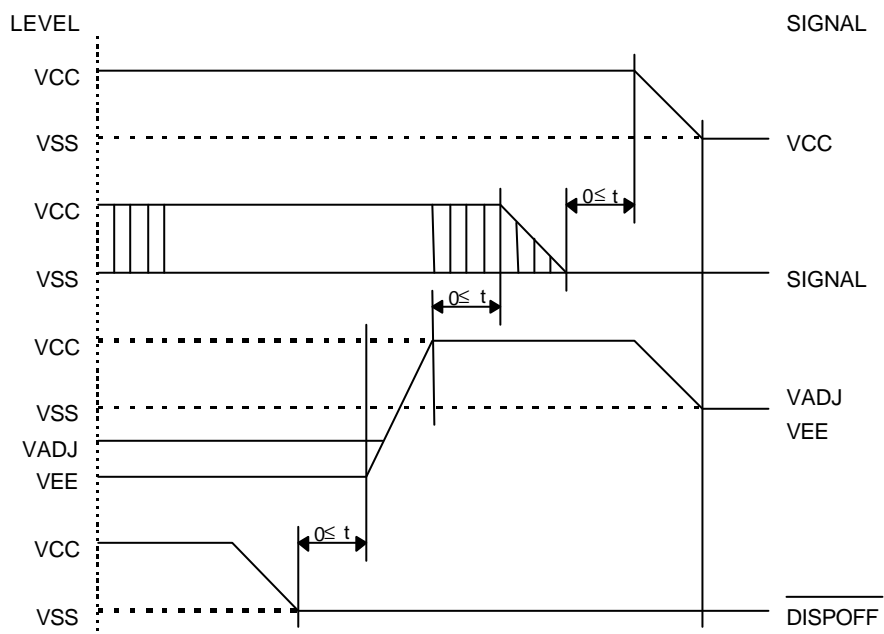 LEVEL
SIGNAL
VCC
VSS
VCC
VCC
0≤ t
VSS
SIGNAL
0≤ t
VCC
VSS
VADJ
VADJ
VEE
VEE
0≤ t
VCC
VSS
DISPOFF